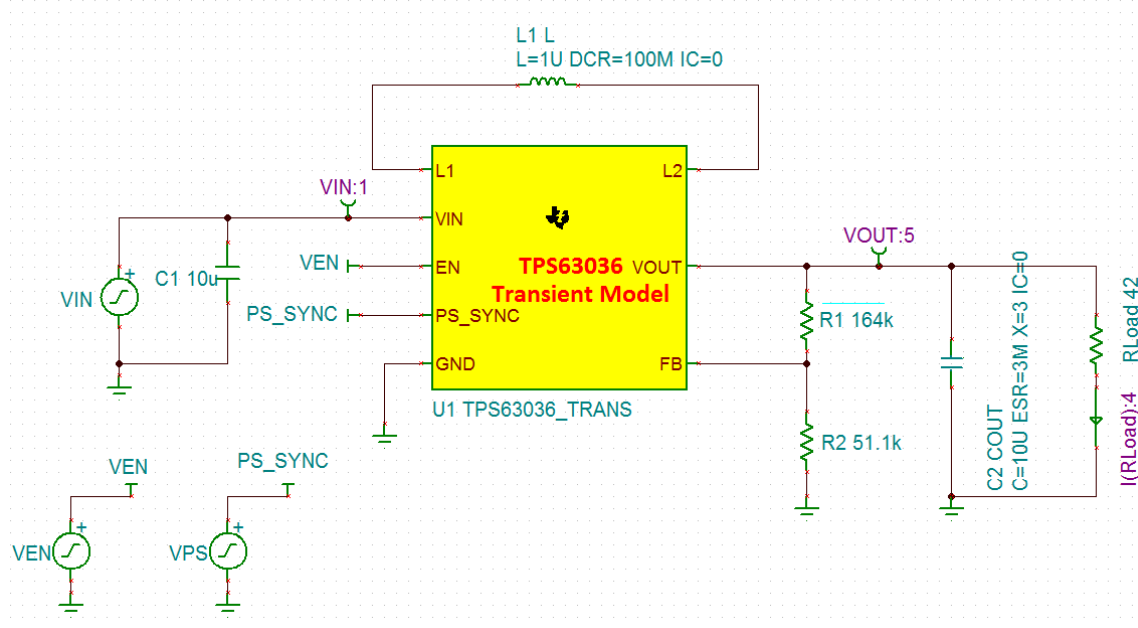 L1 L
L=1U DCR=100M IC=0
L1
L2
VIN:1
VIN
VOUT:5
VEN
EN
TPS63036
VOUT
C1 10u
VIN
Transient Model
PS_SYNC
PS_SYNC
R1 164k
RLoad 42
GND
FB
U1 TPS63036_TRANS
R2 51.1k
C2 COUT
C=10U ESR=3M X=3 IC=0
I(RLoad):4
VEN
PS_SYNC
VEN
VPS